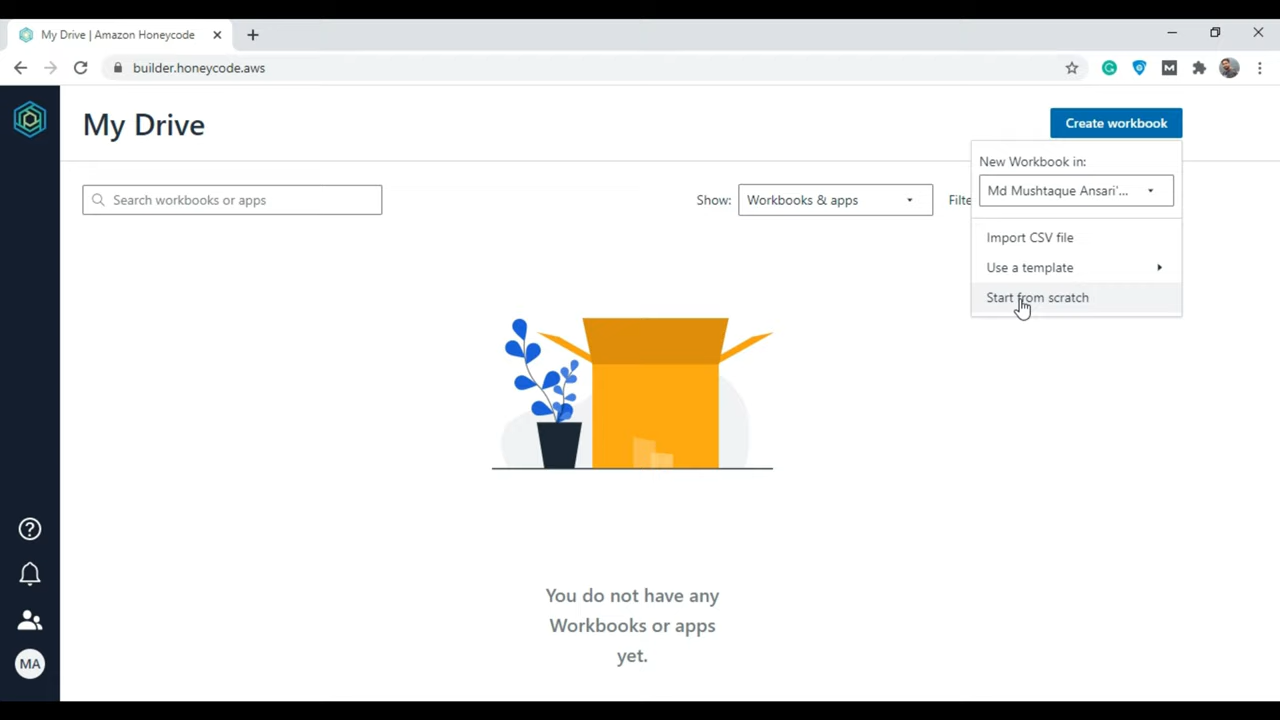 My Drive | Amazon Honeycode
builder.honeycode.aws
My Drive
Create workbook
New Workbook in:
Md Mushtaque Ansari'...
Search workbooks or apps
Show:
Workbooks & apps
Filte
Import CSV file
Use a template
Start from scratch
You do not have any
Workbooks or apps
yet.
MA